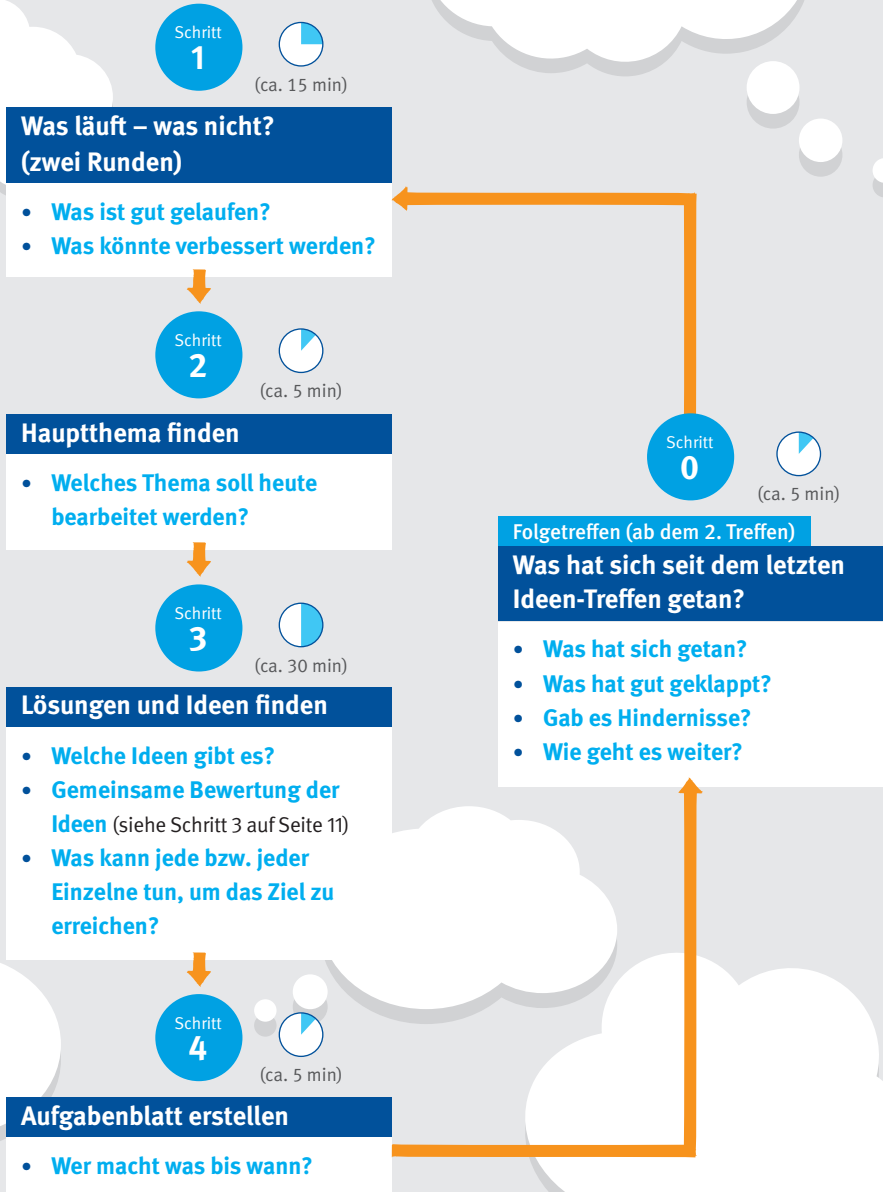 Schritt
1
(ca. 15 min)
Was läuft – was nicht?
(zwei Runden)
• Was ist gut gelaufen?
• Was könnte verbessert werden?
Schritt
2
(ca. 5 min)
Hauptthema finden
• Welches Thema soll heute
bearbeitet werden?
Schritt
3
(ca. 30 min)
Lösungen und Ideen finden
• Welche Ideen gibt es?
• Gemeinsame Bewertung der
Ideen (siehe Schritt 3 auf Seite 11)
• Was kann jede bzw. jeder
Einzelne tun, um das Ziel zu
erreichen?
Schritt
4
(ca. 5 min)
Aufgabenblatt erstellen
• Wer macht was bis wann?
Schritt
0
(ca. 5 min)
Folgetreffen (ab dem 2. Treffen)
Was hat sich seit dem letzten
Ideen-Treffen getan?
• Was hat sich getan?
• Was hat gut geklappt?
• Gab es Hindernisse?
• Wie geht es weiter?